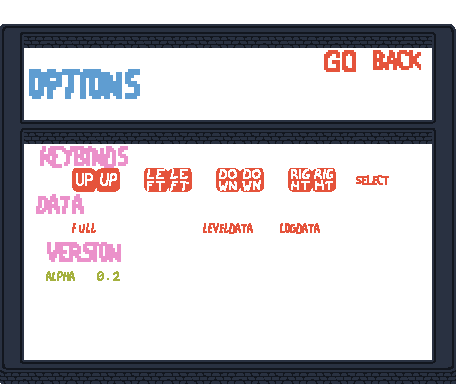 GO BACK
OPTIONS
KEYBINDS
UP UP LE LE DO DO RIG RIG SELECT
FT, FT WN, WN HT, HT
DATA
FULL LEVELDATA LOGDATA
VERSION
ALPHA 0.2